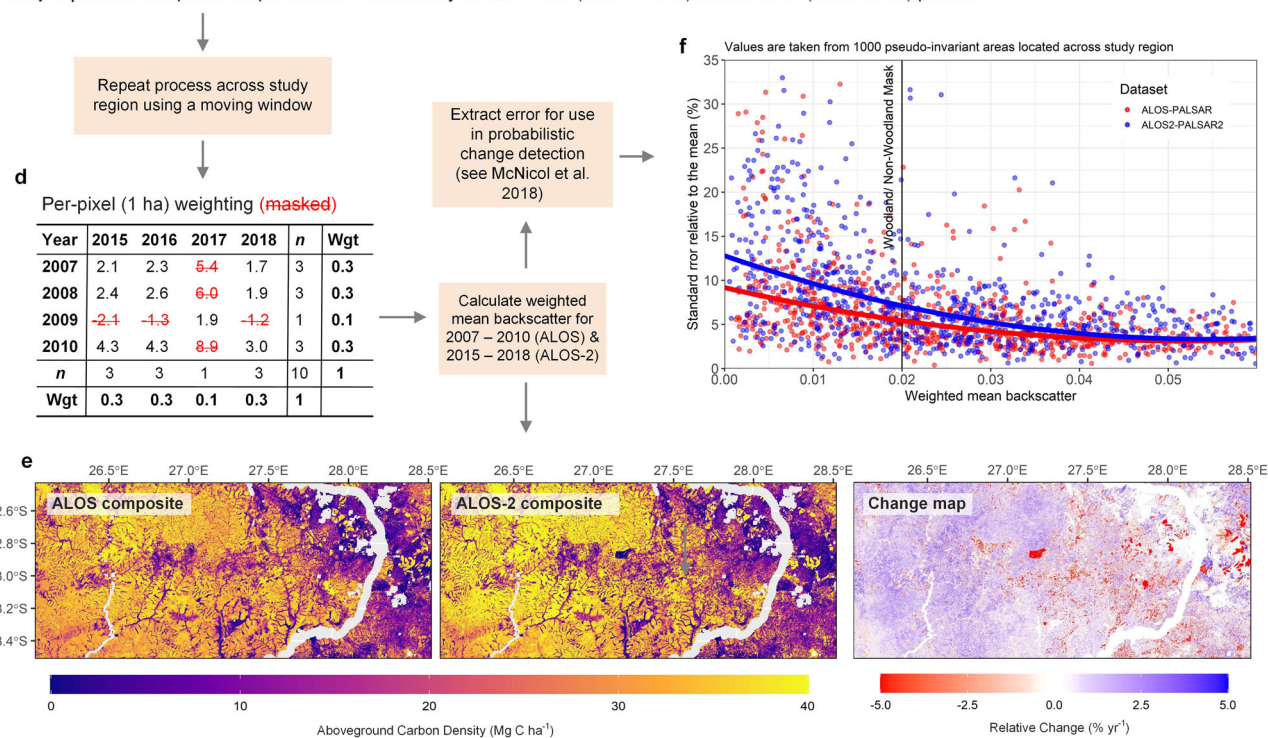 Repeat process across study
region using a moving window
d
Per-pixel (1 ha) weighting (masked)
Year 2015 2016 2017 2018 n Wgt
2007 2.1 2.3 5.4 1.7 3 0.3
2008 2.4 2.6 6.0 1.9 3 0.3
2009 -2.1 -1.3 1.9 -1.2 1 0.1
2010 4.3 4.3 8.9 3.0 3 0.3
n 3 3 1 3 10 1
Wgt 0.3 0.3 0.1 0.3 1
Extract error for use
in probabilistic
change detection
(see McNicol et al.
2018)
Calculate weighted
mean backscatter for
2007 – 2010 (ALOS) &
2015 – 2018 (ALOS-2)
f
Values are taken from 1000 pseudo-invariant areas located across study region
Standard rror relative to the mean (%)
35
30
25
20
15
10
5
0
Woodland/ Non-Woodland Mask
Dataset
ALOS-PALSAR
ALOS2-PALSAR2
0.00 0.01 0.02 0.03 0.04 0.05
Weighted mean backscatter
e
26.5°E 27.0°E 27.5°E 28.0°E 28.5°E 26.5°E 27.0°E 27.5°E 28.0°E 28.5°E 26.5°E 27.0°E 27.5°E 28.0°E 28.5°E
ALOS composite
ALOS-2 composite
Change map
2.6°S
2.8°S
3.0°S
3.2°S
3.4°S
0 10 20 30 40
Aboveground Carbon Density (Mg C ha⁻¹)
-5.0 -2.5 0.0 2.5 5.0
Relative Change (% yr⁻¹)